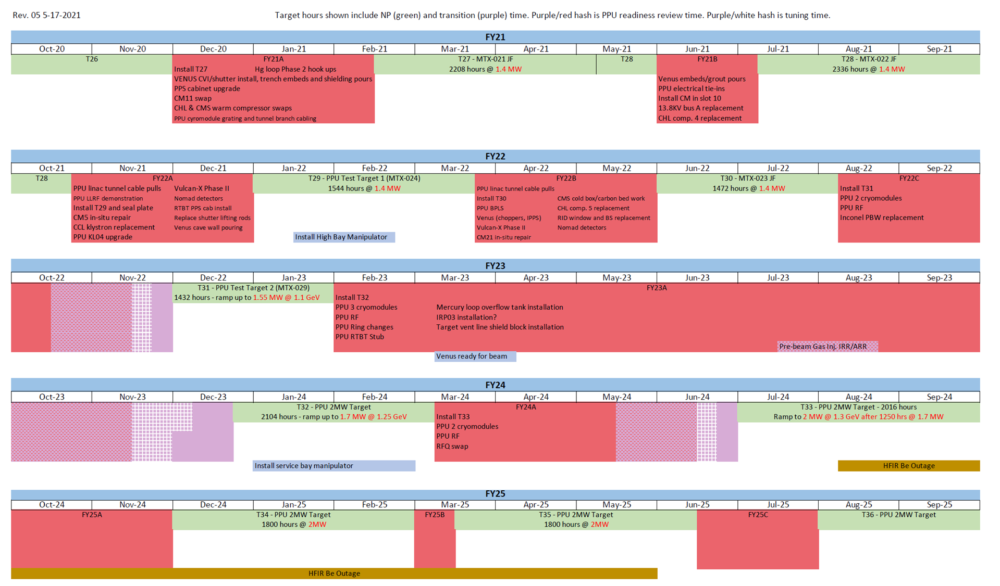 Rev. 05 5-17-2021
Target hours shown include NP (green) and transition (purple) time. Purple/red hash is PPU readiness review time. Purple/white hash is tuning time.
FY21
Oct-20 Nov-20 Dec-20 Jan-21 Feb-21 Mar-21 Apr-21 May-21 Jun-21 Jul-21 Aug-21 Sep-21
T26
FY21A
Install T27 Hg loop Phase 2 hook ups
VENUS CVI/shutter install, trench embeds and shielding pours
PPS cabinet upgrade
CM11 swap
CHL & CMS warm compressor swaps
PPU cyromodule grating and tunnel branch cabling
T27 - MTX-021 JF
2208 hours @ 1.4 MW
T28
FY21B
Venus embeds/grout pours
PPU electrical tie-ins
Install CM in slot 10
13.8KV bus A replacement
CHL comp. 4 replacement
T28 - MTX-022 JF
2336 hours @ 1.4 MW
FY22
Oct-21 Nov-21 Dec-21 Jan-22 Feb-22 Mar-22 Apr-22 May-22 Jun-22 Jul-22 Aug-22 Sep-22
T28
FY22A
PPU linac tunnel cable pulls Vulcan-X Phase II
PPU LLRF demonstration Nomad detectors
Install T29 and seal plate RTBT PPS cab install
CM5 in-situ repair Replace shutter lifting rods
CCL klystron replacement Venus cave wall pouring
PPU KL04 upgrade
T29 - PPU Test Target 1 (MTX-024)
1544 hours @ 1.4 MW
Install High Bay Manipulator
FY22B
PPU linac tunnel cable pulls
Install T30 CMS cold box/carbon bed work
PPU BPLS CHL comp. 5 replacement
Venus (choppers, IPPS) RID window and BS replacement
Vulcan-X Phase II Nomad detectors
CM21 in-situ repair
T30 - MTX-023 JF
1472 hours @ 1.4 MW
FY22C
Install T31
PPU 2 cryomodules
PPU RF
Inconel PBW replacement
FY23
Oct-22 Nov-22 Dec-22 Jan-23 Feb-23 Mar-23 Apr-23 May-23 Jun-23 Jul-23 Aug-23 Sep-23
T31 - PPU Test Target 2 (MTX-029)
1432 hours - ramp up to 1.55 MW @ 1.1 GeV
FY23A
Install T32
PPU 3 cryomodules Mercury loop overflow tank installation
PPU RF IRP03 installation?
PPU Ring changes Target vent line shield block installation
PPU RTBT Stub
Pre-beam Gas Inj. IRR/ARR
Venus ready for beam
FY24
Oct-23 Nov-23 Dec-23 Jan-24 Feb-24 Mar-24 Apr-24 May-24 Jun-24 Jul-24 Aug-24 Sep-24
T32 - PPU 2MW Target
2104 hours - ramp up to 1.7 MW @ 1.25 GeV
Install service bay manipulator
FY24A
Install T33
PPU 2 cryomodules
PPU RF
RFQ swap
T33 - PPU 2MW Target - 2016 hours
Ramp to 2 MW @ 1.3 GeV after 1250 hrs @ 1.7 MW
HFIR Be Outage
FY25
Oct-24 Nov-24 Dec-24 Jan-25 Feb-25 Mar-25 Apr-25 May-25 Jun-25 Jul-25 Aug-25 Sep-25
FY25A
T34 - PPU 2MW Target
1800 hours @ 2MW
FY25B
T35 - PPU 2MW Target
1800 hours @ 2MW
FY25C
T36 - PPU 2MW Target
HFIR Be Outage